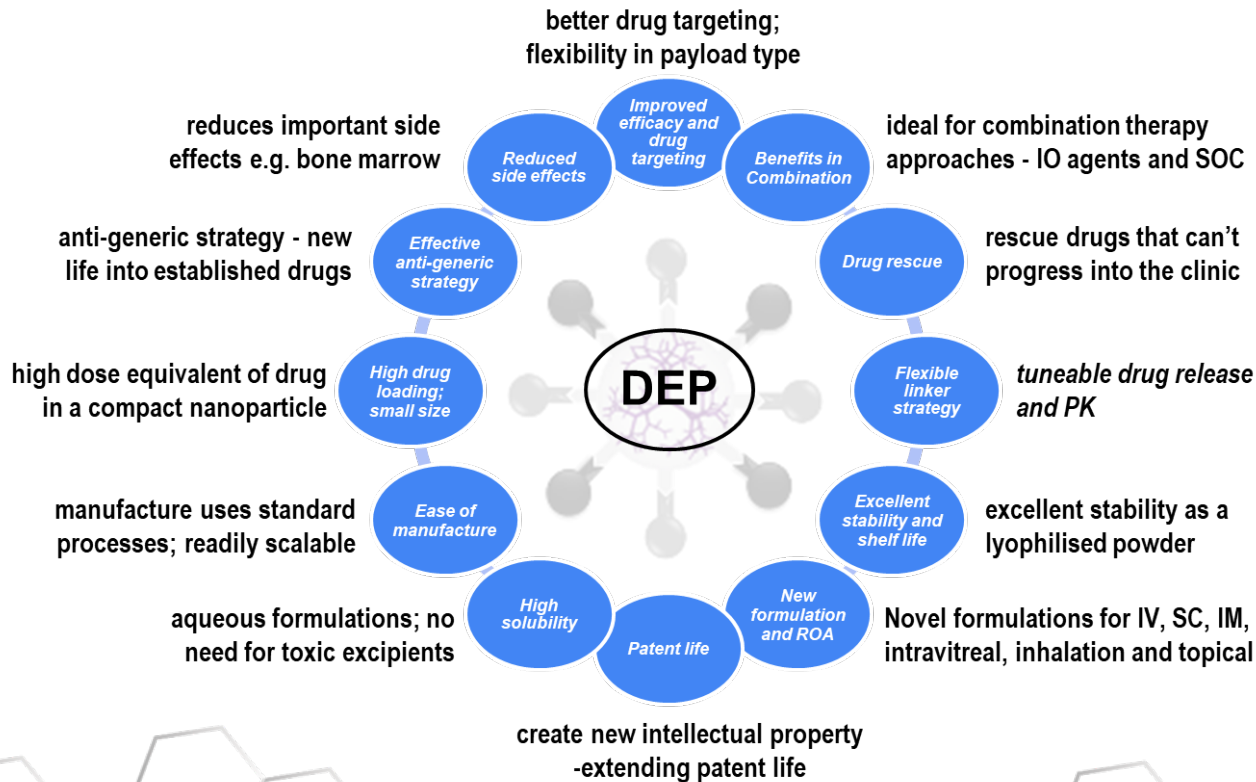 better drug targeting;
flexibility in payload type
Improved
efficacy and
drug
targeting
Benefits in
Combination
ideal for combination therapy
approaches - IO agents and SOC
Drug rescue
rescue drugs that can't
progress into the clinic
Flexible
linker
strategy
tuneable drug release
and PK
Excellent
stability and
shelf life
excellent stability as a
lyophilised powder
New
formulation
and ROA
Novel formulations for IV, SC, IM,
intravitreal, inhalation and topical
Patent life
create new intellectual property
-extending patent life
High
solubility
aqueous formulations; no
need for toxic excipients
Ease of
manufacture
manufacture uses standard
processes; readily scalable
High drug
loading;
small size
high dose equivalent of drug
in a compact nanoparticle
Effective
anti-generic
strategy
anti-generic strategy - new
life into established drugs
Reduced
side effects
reduces important side
effects e.g. bone marrow
DEP